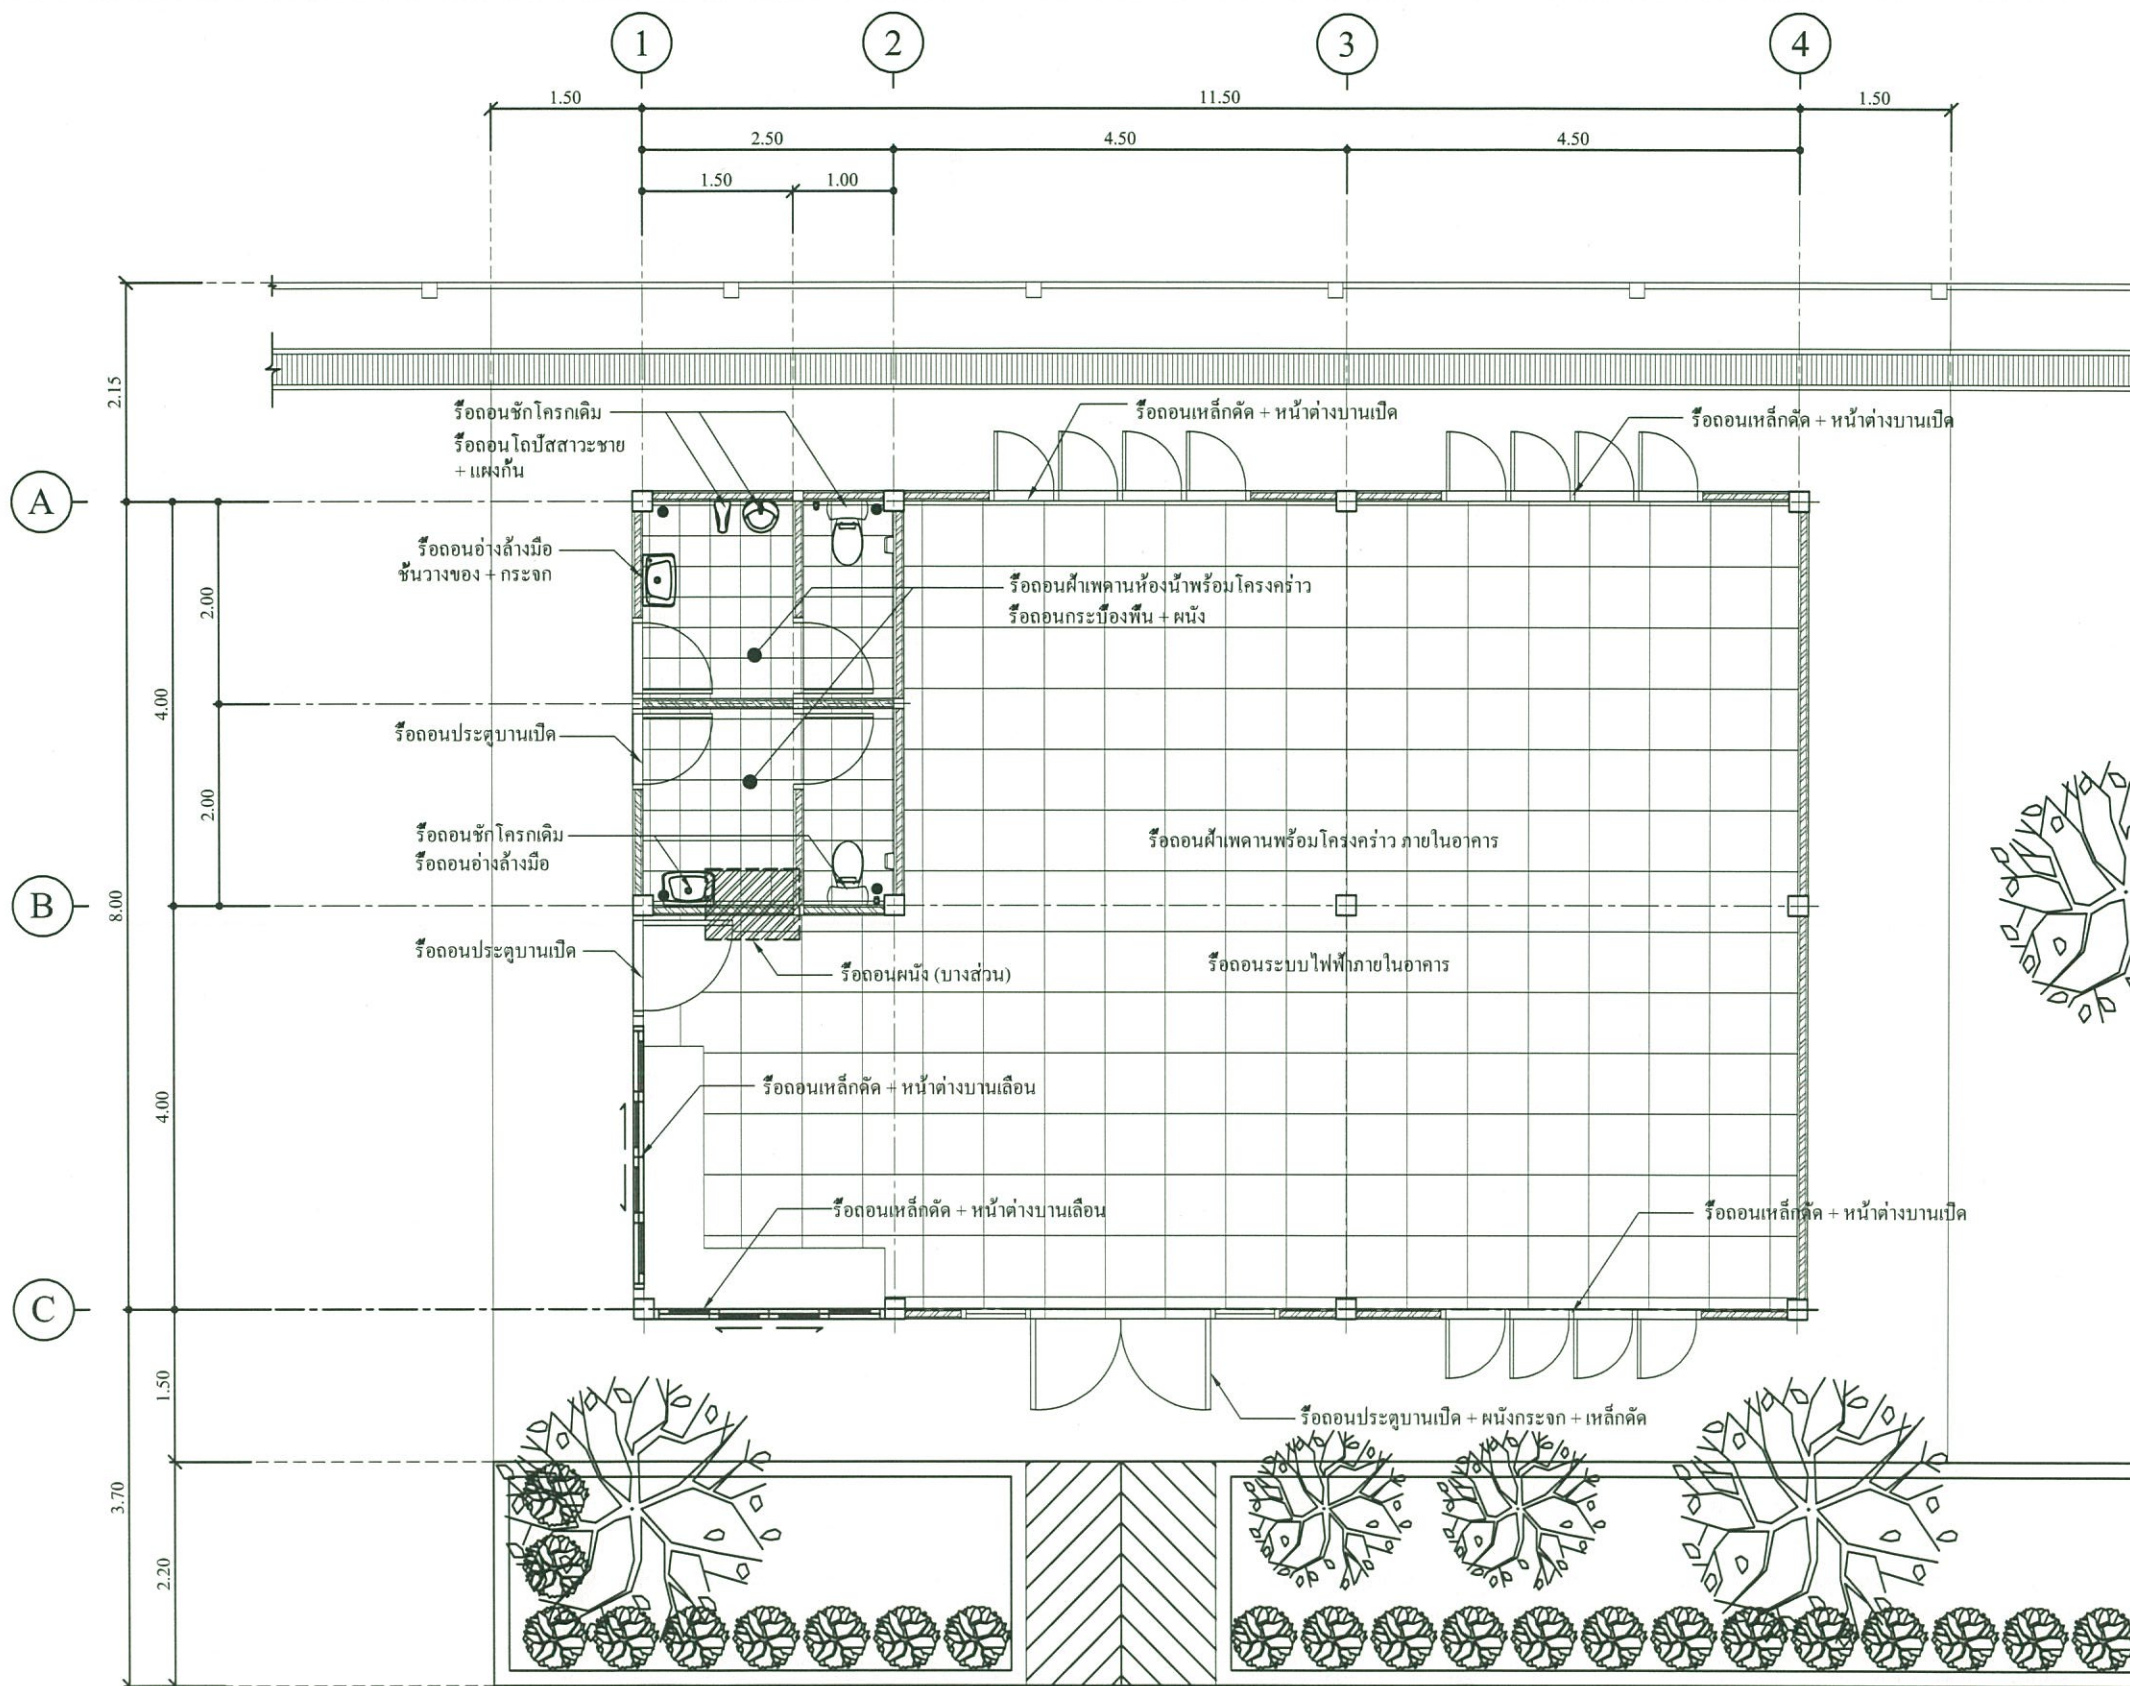 1 2 3 4
1.50 11.50 1.50
2.50 4.50 4.50
1.50 1.00
2.15
รื้อถอนชักโครกเดิม
รื้อถอนโถปัสสาวะชาย
+ แผงกั้น
รื้อถอนเหล็กดัด + หน้าต่างบานเปิด
รื้อถอนเหล็กดัด + หน้าต่างบานเปิด
A
รื้อถอนอ่างล้างมือ
ชั้นวางของ + กระจก
รื้อถอนฝ้าเพดานห้องน้ำพร้อมโครงคร่าว
รื้อถอนกระบื้องพื้น + ผนัง
2.00
4.00
รื้อถอนประตูบานเปิด
2.00
รื้อถอนชักโครกเดิม
รื้อถอนอ่างล้างมือ
รื้อถอนฝ้าเพดานพร้อมโครงคร่าว ภายในอาคาร
B
8.00
รื้อถอนประตูบานเปิด
รื้อถอนผนัง (บางส่วน)
รื้อถอนระบบไฟฟ้าภายในอาคาร
4.00
รื้อถอนเหล็กดัด + หน้าต่างบานเลื่อน
รื้อถอนเหล็กดัด + หน้าต่างบานเลื่อน
รื้อถอนเหล็กดัด + หน้าต่างบานเปิด
C
1.50
รื้อถอนประตูบานเปิด + ผนังกระจก + เหล็กดัด
3.70
2.20